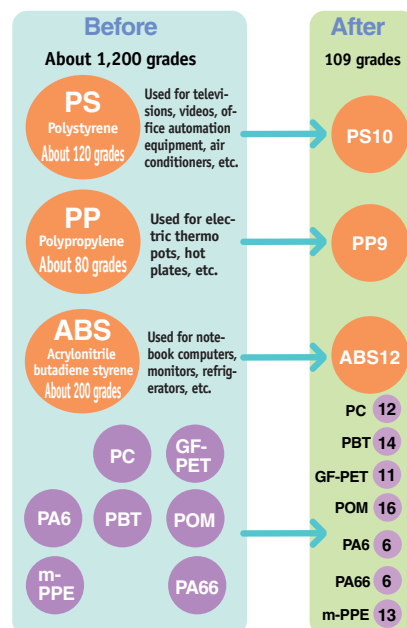 Before
About 1,200 grades
PS
Polystyrene
About 120 grades
Used for televi-
sions, videos, of-
fice automation
equipment, air
conditioners, etc.
PP
Polypropylene
About 80 grades
Used for elec-
tric thermo
pots, hot
plates, etc.
ABS
Acrylonitrile
butadiene styrene
About 200 grades
Used for note-
book computers,
monitors, refrig-
erators, etc.
PC
GF-
PET
PA6
PBT
POM
m-
PPE
PA66
After
109 grades
PS10
PP9
ABS12
PC 12
PBT 14
GF-PET 11
POM 16
PA6 6
PA66 6
m-PPE 13